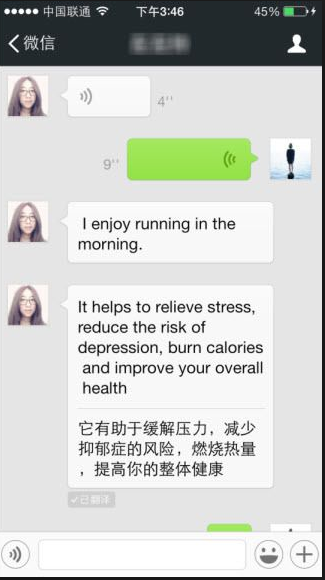 中国联通 下午3:46 45%
微信
4''
9''
I enjoy running in the
morning.
It helps to relieve stress,
reduce the risk of
depression, burn calories
and improve your overall
health
它有助于缓解压力，减少
抑郁症的风险，燃烧热量
，提高你的整体健康
已翻译